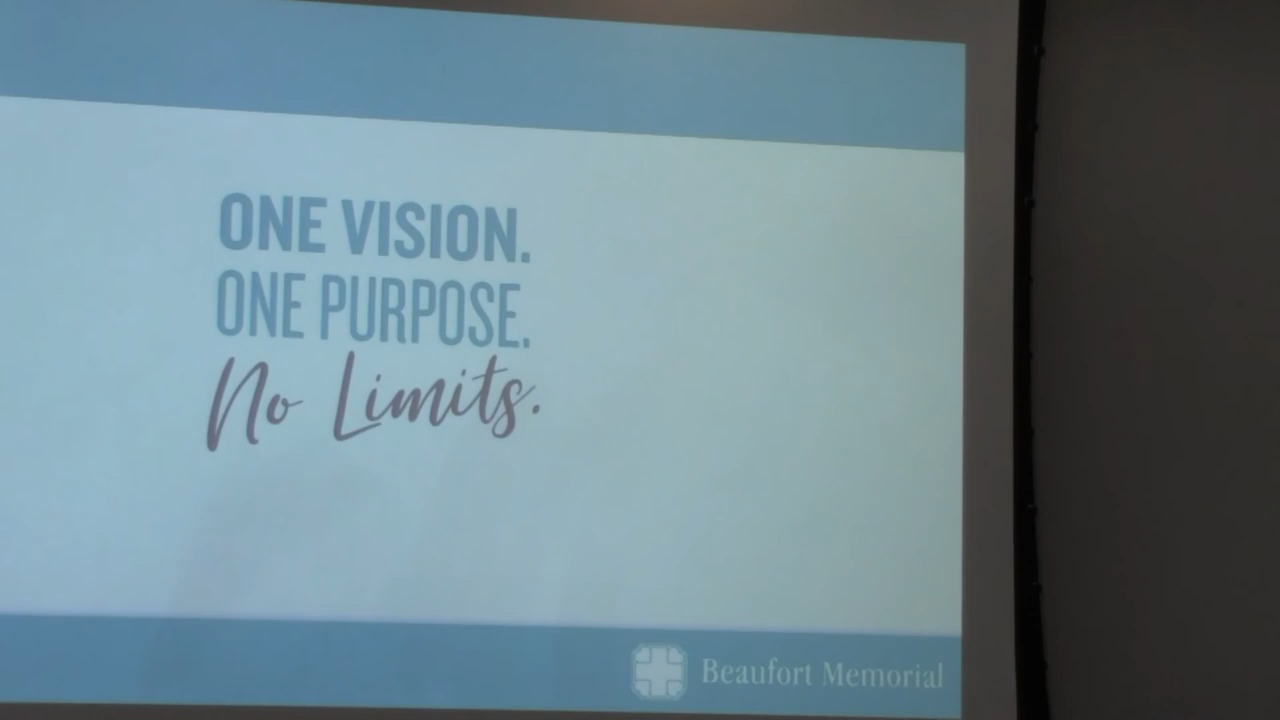 ONE VISION.
ONE PURPOSE.
No Limits.
Beaufort Memorial